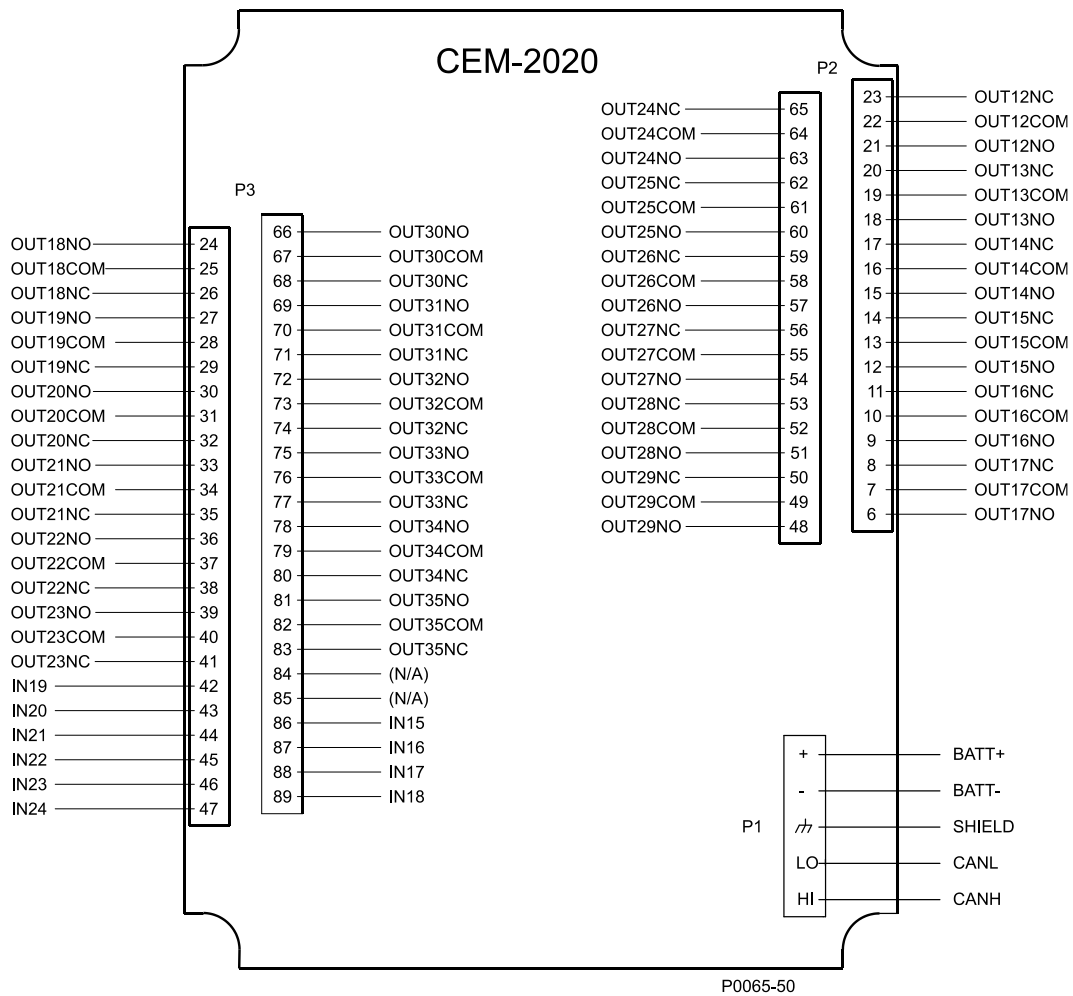 CEM-2020
P2
P3
P1
OUT18NO 24
OUT18COM 25
OUT18NC 26
OUT19NO 27
OUT19COM 28
OUT19NC 29
OUT20NO 30
OUT20COM 31
OUT20NC 32
OUT21NO 33
OUT21COM 34
OUT21NC 35
OUT22NO 36
OUT22COM 37
OUT22NC 38
OUT23NO 39
OUT23COM 40
OUT23NC 41
IN19 42
IN20 43
IN21 44
IN22 45
IN23 46
IN24 47
66 OUT30NO
67 OUT30COM
68 OUT30NC
69 OUT31NO
70 OUT31COM
71 OUT31NC
72 OUT32NO
73 OUT32COM
74 OUT32NC
75 OUT33NO
76 OUT33COM
77 OUT33NC
78 OUT34NO
79 OUT34COM
80 OUT34NC
81 OUT35NO
82 OUT35COM
83 OUT35NC
84 (N/A)
85 (N/A)
86 IN15
87 IN16
88 IN17
89 IN18
OUT24NC 65
OUT24COM 64
OUT24NO 63
OUT25NC 62
OUT25COM 61
OUT25NO 60
OUT26NC 59
OUT26COM 58
OUT26NO 57
OUT27NC 56
OUT27COM 55
OUT27NO 54
OUT28NC 53
OUT28COM 52
OUT28NO 51
OUT29NC 50
OUT29COM 49
OUT29NO 48
23 OUT12NC
22 OUT12COM
21 OUT12NO
20 OUT13NC
19 OUT13COM
18 OUT13NO
17 OUT14NC
16 OUT14COM
15 OUT14NO
14 OUT15NC
13 OUT15COM
12 OUT15NO
11 OUT16NC
10 OUT16COM
9 OUT16NO
8 OUT17NC
7 OUT17COM
6 OUT17NO
+ BATT+
- BATT-
SHIELD
LO CANL
HI CANH
P0065-50